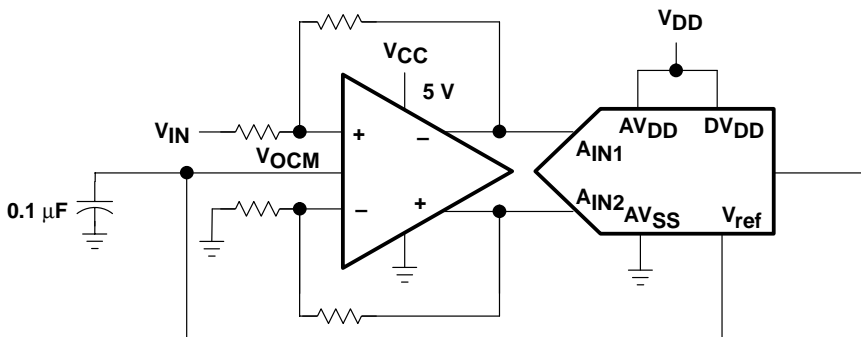 VDD
VCC
5 V
AVDD DVDD
VIN
+
−
AIN1
VOCM
0.1 μF
−
+
AIN2
AVSS
Vref